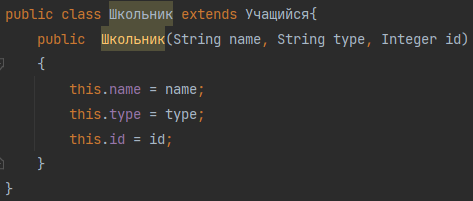 public class Школьник extends Учащийся{
public  Школьник(String name, String type, Integer id)
{
this.name = name;
this.type = type;
this.id = id;
}
}